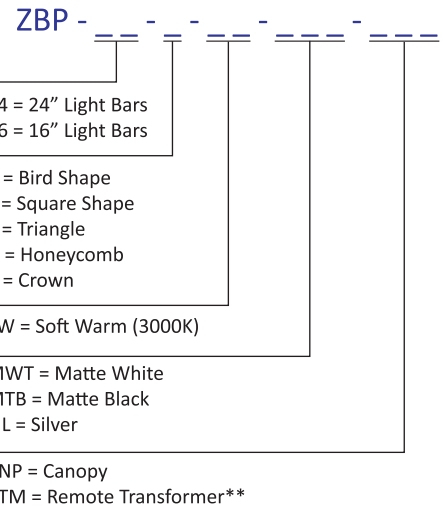 ZBP - __ - _ - __ - ___ - ___
4 = 24” Light Bars
6 = 16” Light Bars
= Bird Shape
= Square Shape
= Triangle
= Honeycomb
= Crown
W = Soft Warm (3000K)
MWT = Matte White
MTB = Matte Black
L = Silver
NP = Canopy
TM = Remote Transformer**